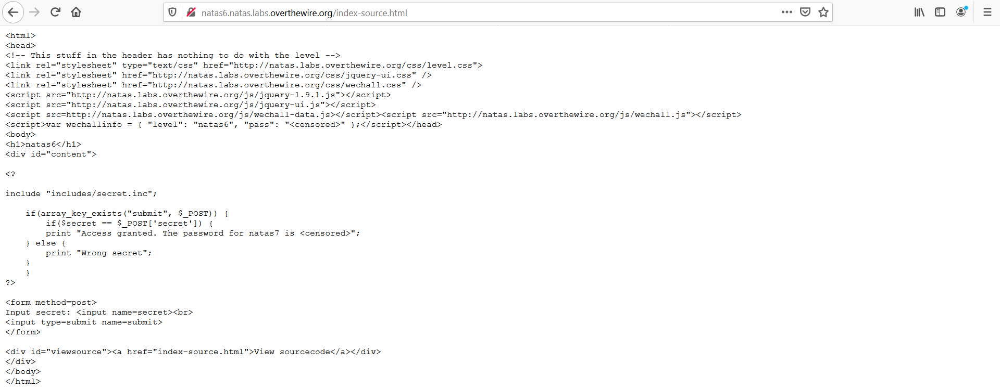 natas6.natas.labs.overthewire.org/index-source.html
<html>
<head>
<!-- This stuff in the header has nothing to do with the level -->
<link rel="stylesheet" type="text/css" href="http://natas.labs.overthewire.org/css/level.css">
<link rel="stylesheet" href="http://natas.labs.overthewire.org/css/jquery-ui.css" />
<link rel="stylesheet" href="http://natas.labs.overthewire.org/css/wechall.css" />
<script src="http://natas.labs.overthewire.org/js/jquery-1.9.1.js"></script>
<script src="http://natas.labs.overthewire.org/js/jquery-ui.js"></script>
<script src=http://natas.labs.overthewire.org/js/wechall-data.js></script><script src="http://natas.labs.overthewire.org/js/wechall.js"></script>
<script>var wechallinfo = { "level": "natas6", "pass": "<censored>" };</script></head>
<body>
<h1>natas6</h1>
<div id="content">

<?

include "includes/secret.inc";

    if(array_key_exists("submit", $_POST)) {
        if($secret == $_POST['secret']) {
        print "Access granted. The password for natas7 is <censored>";
    } else {
        print "Wrong secret";
    }
    }
?>

<form method=post>
Input secret: <input name=secret><br>
<input type=submit name=submit>
</form>

<div id="viewsource"><a href="index-source.html">View sourcecode</a></div>
</div>
</body>
</html>